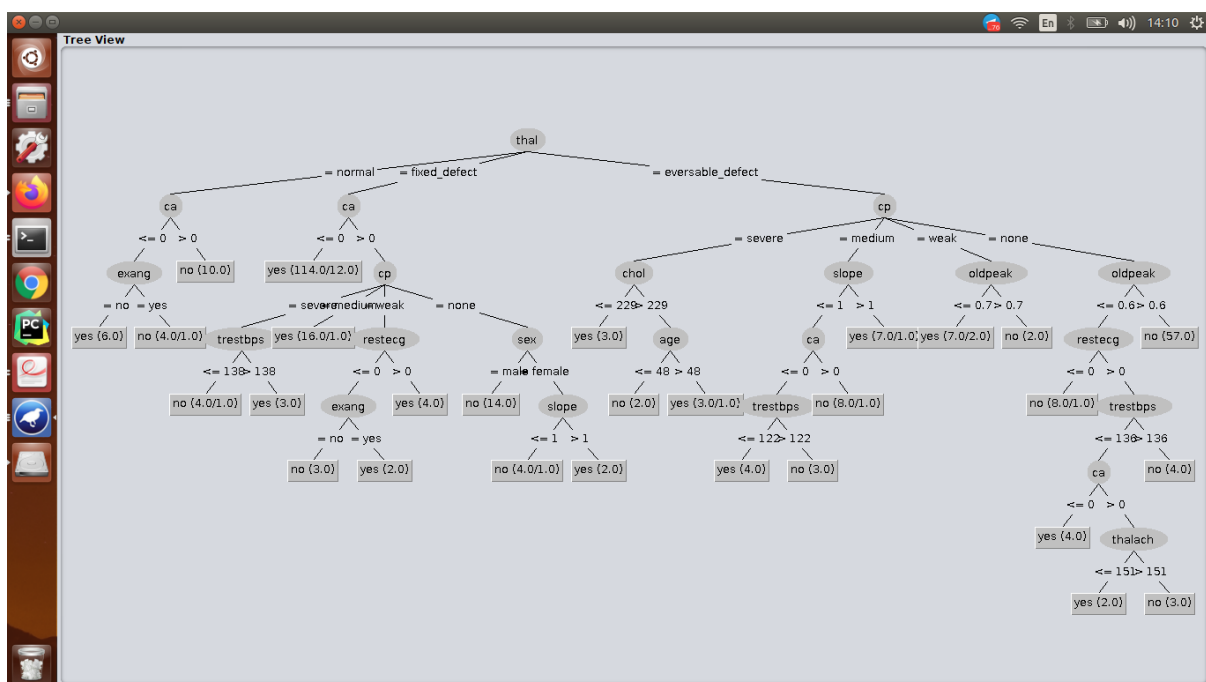 76 En 14:10
Tree View
thal
= normal = fixed_defect = eversable_defect
ca ca cp
<= 0 > 0 <= 0 > 0 = severe = medium = weak = none
exang no (10.0) yes (114.0/12.0) cp chol slope oldpeak oldpeak
= no = yes = severe = medium = weak = none <= 229 > 229 <= 1 > 1 <= 0.7 > 0.7 <= 0.6 > 0.6
yes (6.0) no (4.0/1.0) trestbps yes (16.0/1.0) restecg sex yes (3.0) age ca yes (7.0/1.0) yes (7.0/2.0) no (2.0) restecg no (57.0)
<= 138 > 138 <= 0 > 0 = male = female <= 48 > 48 <= 0 > 0 <= 0 > 0
no (4.0/1.0) yes (3.0) exang yes (4.0) no (14.0) slope no (2.0) yes (3.0/1.0) trestbps no (8.0/1.0) no (8.0/1.0) trestbps
= no = yes <= 1 > 1 <= 122 > 122 <= 136 > 136
no (3.0) yes (2.0) no (4.0/1.0) yes (2.0) yes (4.0) no (3.0) ca no (4.0)
<= 0 > 0
yes (4.0) thalach
<= 151 > 151
yes (2.0) no (3.0)
PC